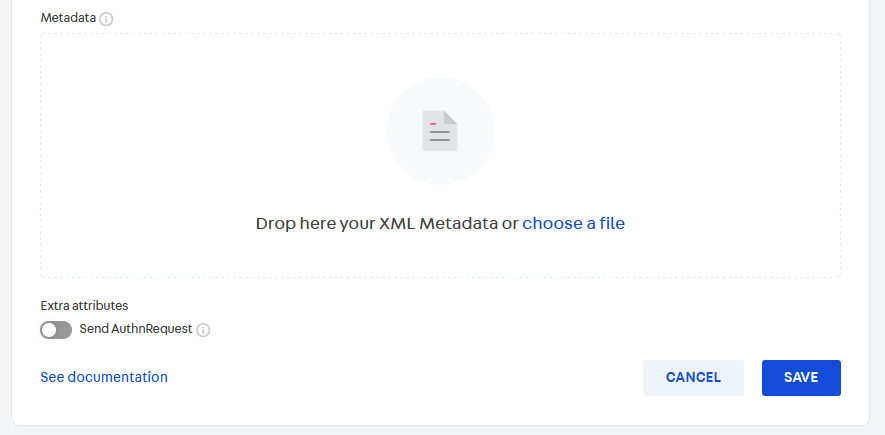 Metadata
Drop here your XML Metadata or choose a file
Extra attributes
Send AuthnRequest
See documentation
CANCEL
SAVE